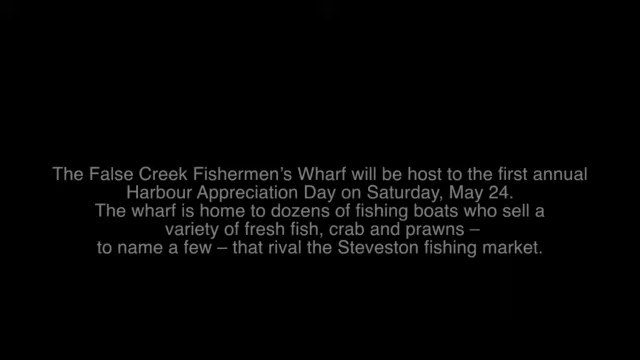 The False Creek Fishermen's Wharf will be host to the first annual
Harbour Appreciation Day on Saturday, May 24.
The wharf is home to dozens of fishing boats who sell a
variety of fresh fish, crab and prawns –
to name a few – that rival the Steveston fishing market.